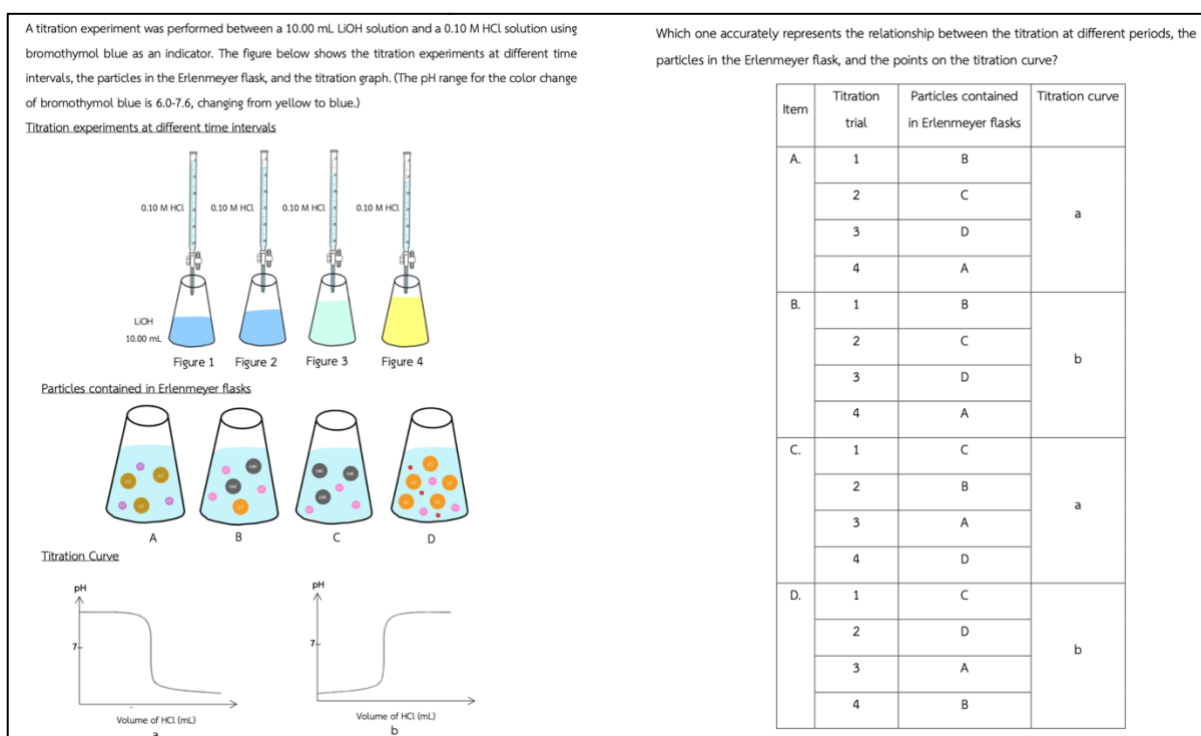 A titration experiment was performed between a 10.00 mL LiOH solution and a 0.10 M HCl solution using
bromothymol blue as an indicator. The figure below shows the titration experiments at different time
intervals, the particles in the Erlenmeyer flask, and the titration graph. (The pH range for the color change
of bromothymol blue is 6.0-7.6, changing from yellow to blue.)
Titration experiments at different time intervals
0.10 M HCl 0.10 M HCl 0.10 M HCl 0.10 M HCl
LiOH
10.00 mL
Figure 1 Figure 2 Figure 3 Figure 4
Particles contained in Erlenmeyer flasks
A B C D
Titration Curve
pH pH
7 7
Volume of HCl (mL) Volume of HCl (mL)
a b
Which one accurately represents the relationship between the titration at different periods, the
particles in the Erlenmeyer flask, and the points on the titration curve?
Item Titration trial Particles contained in Erlenmeyer flasks Titration curve
A. 1 B a
2 C
3 D
4 A
B. 1 B b
2 C
3 D
4 A
C. 1 C a
2 B
3 A
4 D
D. 1 C b
2 D
3 A
4 B